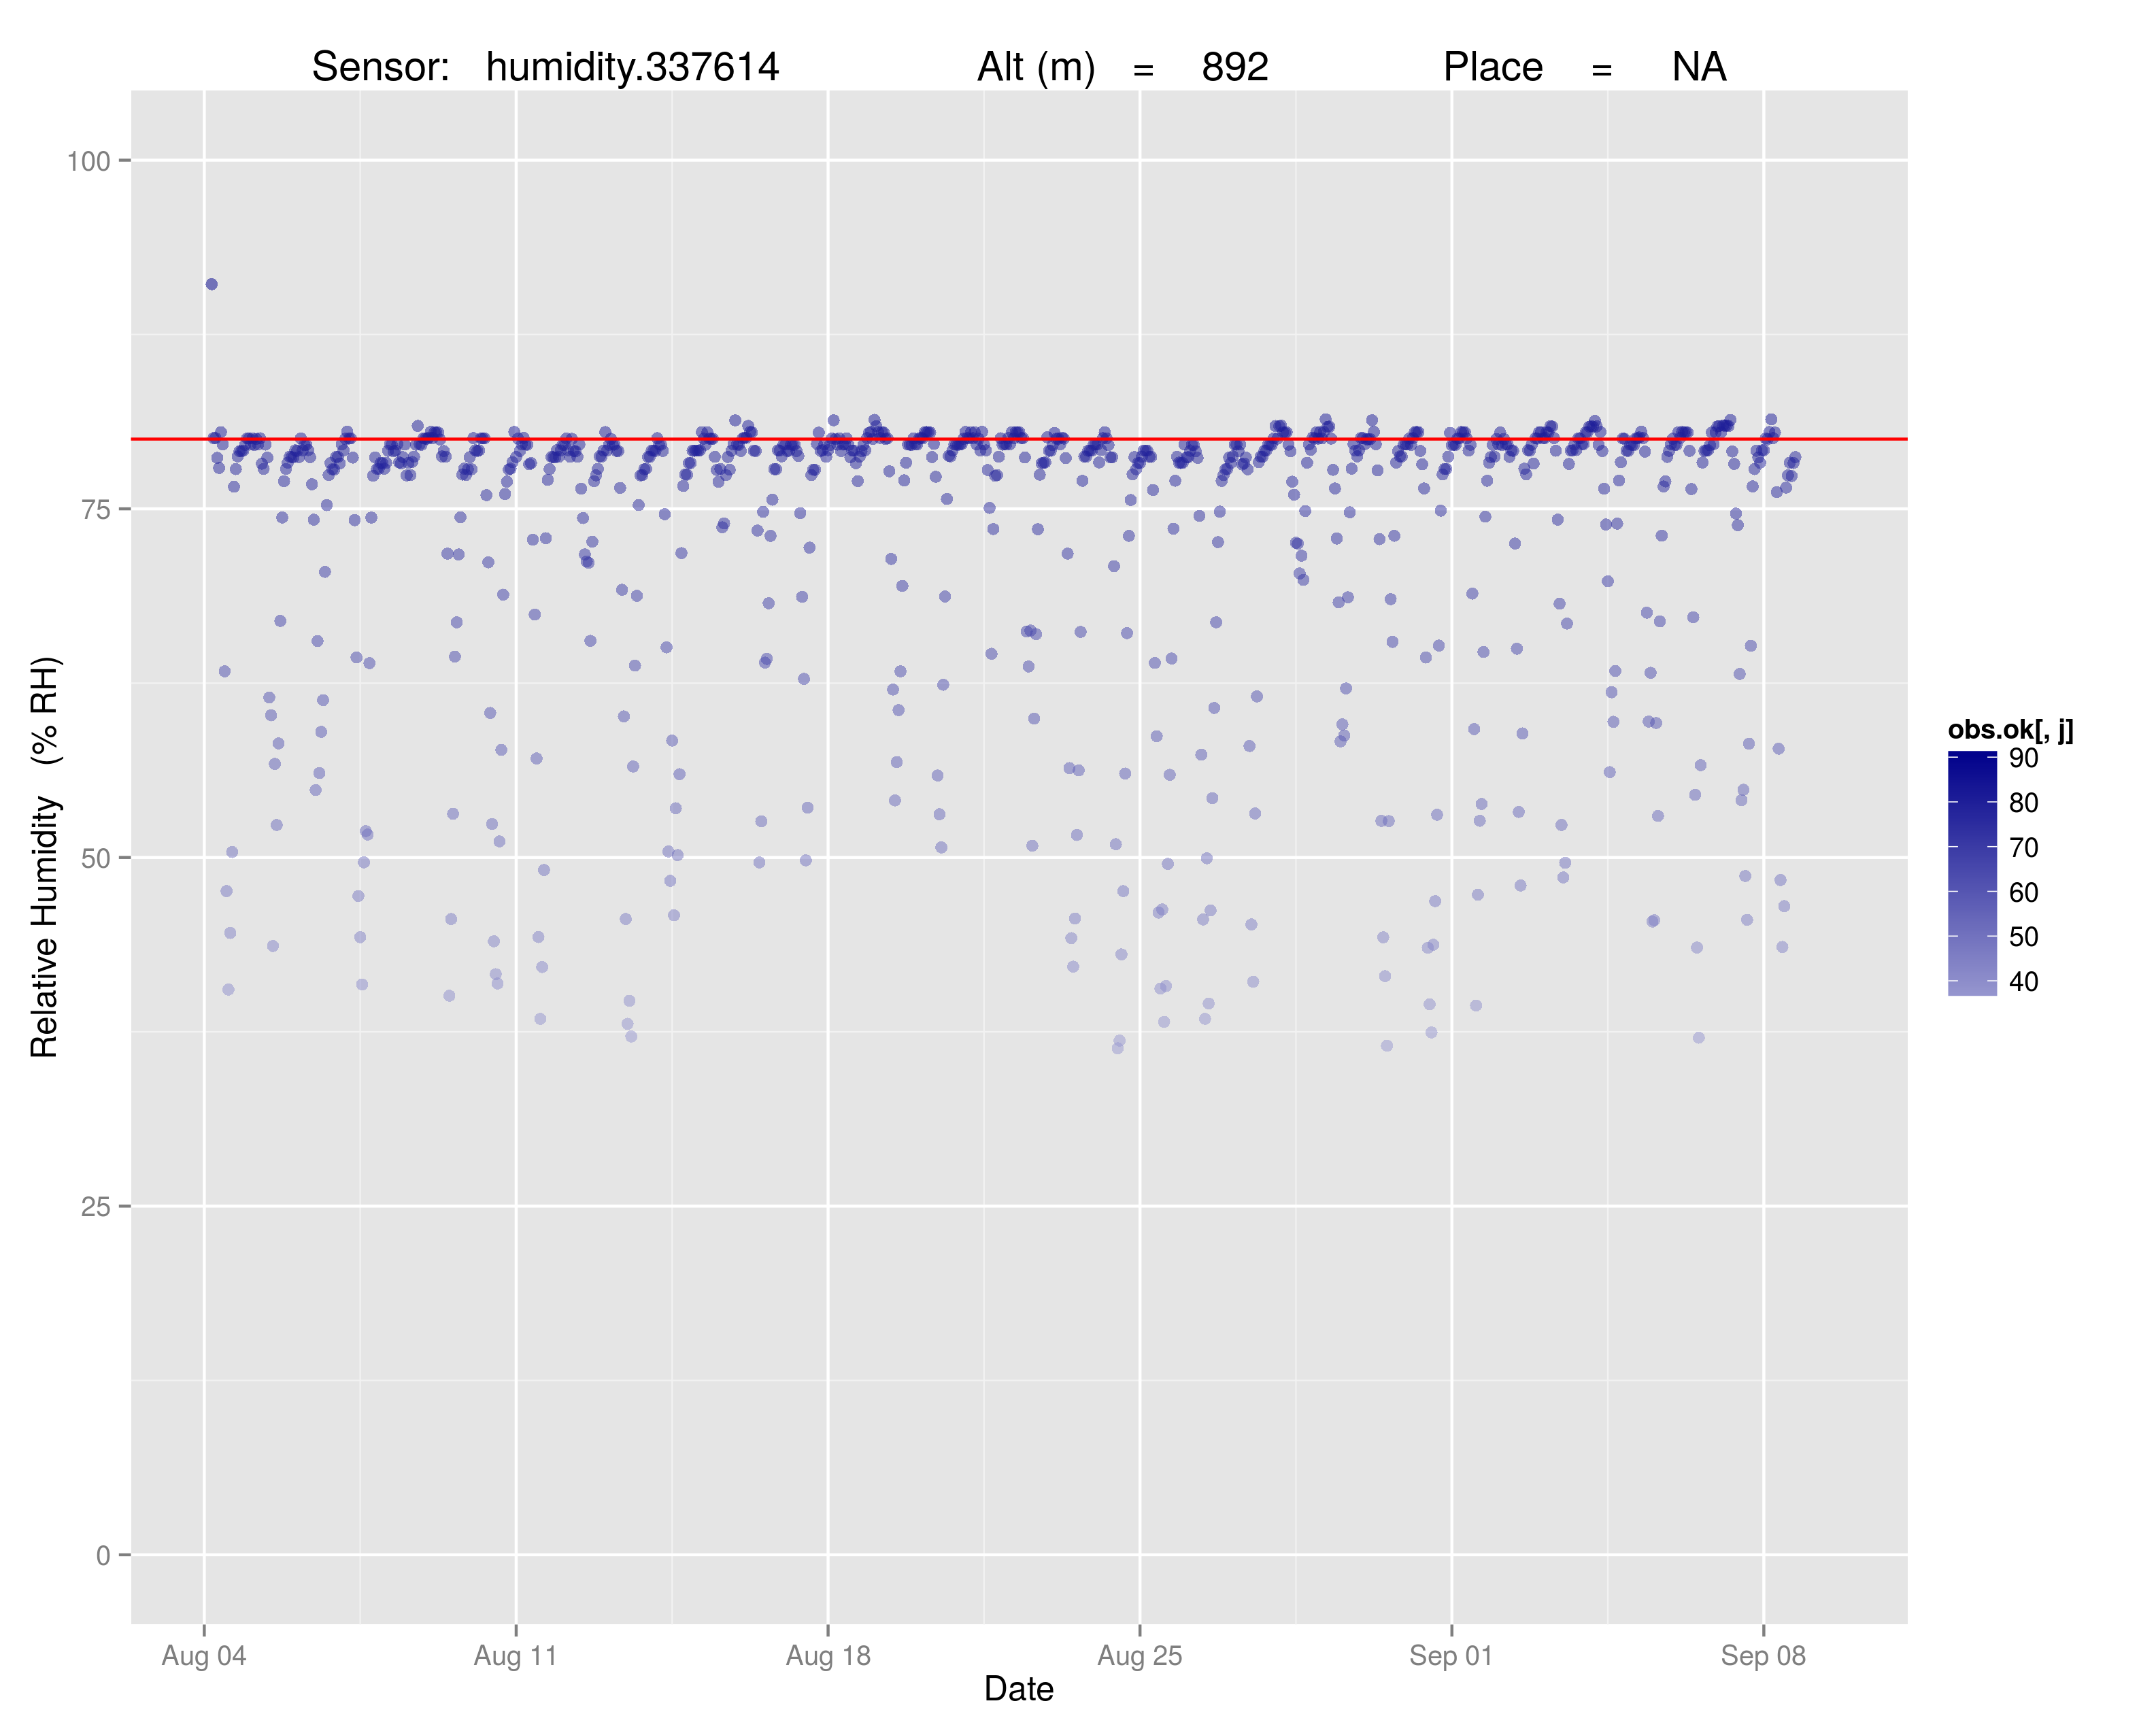 Sensor: humidity.337614 Alt (m) = 892 Place = NA
100
75
50
25
0
Relative Humidity (% RH)
Aug 04 Aug 11 Aug 18 Aug 25 Sep 01 Sep 08
Date
obs.ok[, j]
90
80
70
60
50
40